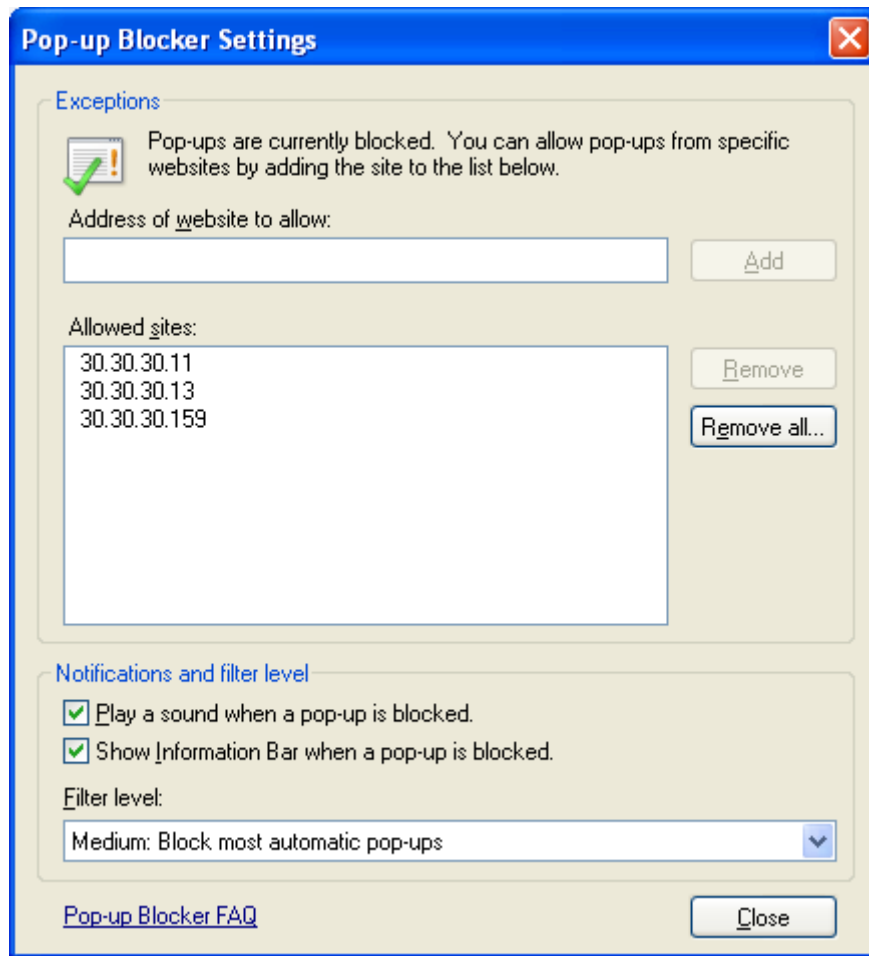 Pop-up Blocker Settings
Exceptions
Pop-ups are currently blocked. You can allow pop-ups from specific
websites by adding the site to the list below.
Address of website to allow:
Add
Allowed sites:
30.30.30.11
30.30.30.13
30.30.30.159
Remove
Remove all...
Notifications and filter level
Play a sound when a pop-up is blocked.
Show Information Bar when a pop-up is blocked.
Filter level:
Medium: Block most automatic pop-ups
Pop-up Blocker FAQ
Close